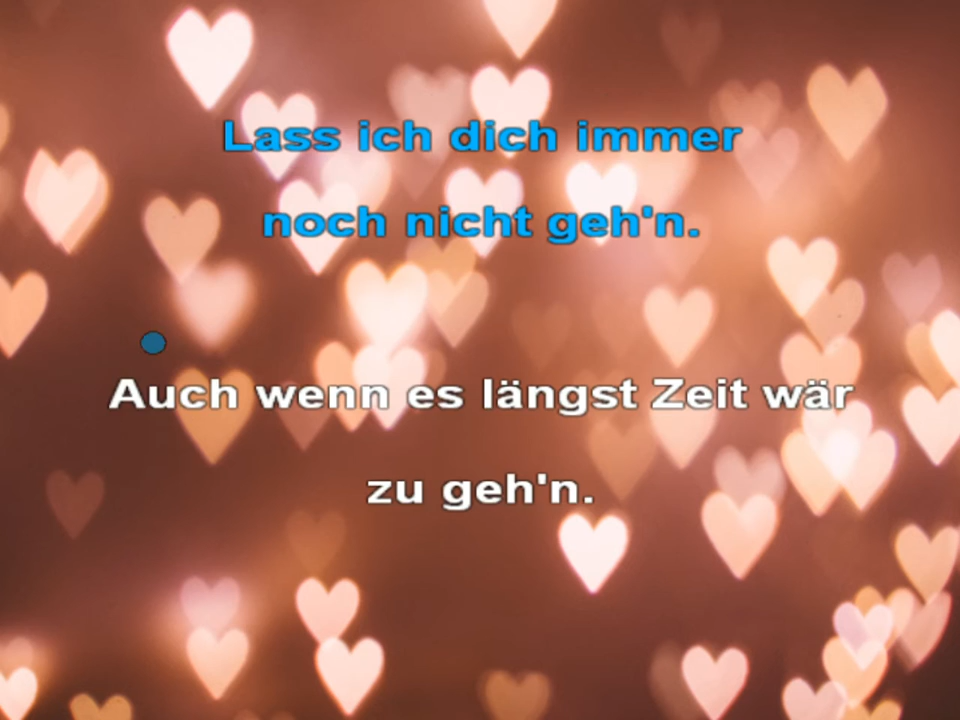 Lass ich dich immer
noch nicht geh'n.
Auch wenn es längst Zeit wär
zu geh'n.